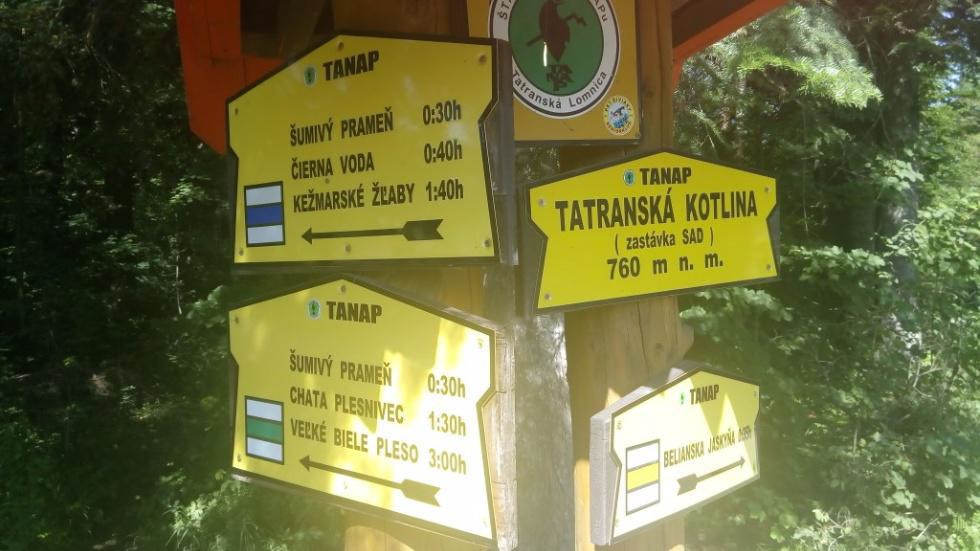 TANAP
ŠUMIVÝ PRAMEŇ 0:30h
ČIERNA VODA 0:40h
KEŽMARSKÉ ŽĽABY 1:40h
TANAP
ŠUMIVÝ PRAMEŇ 0:30h
CHATA PLESNIVEC 1:30h
VEĽKÉ BIELE PLESO 3:00h
Tatranská Lomnica
TANAP
TATRANSKÁ KOTLINA
( zastávka SAD )
760 m n. m.
TANAP
BELIANSKA JASKYŇA